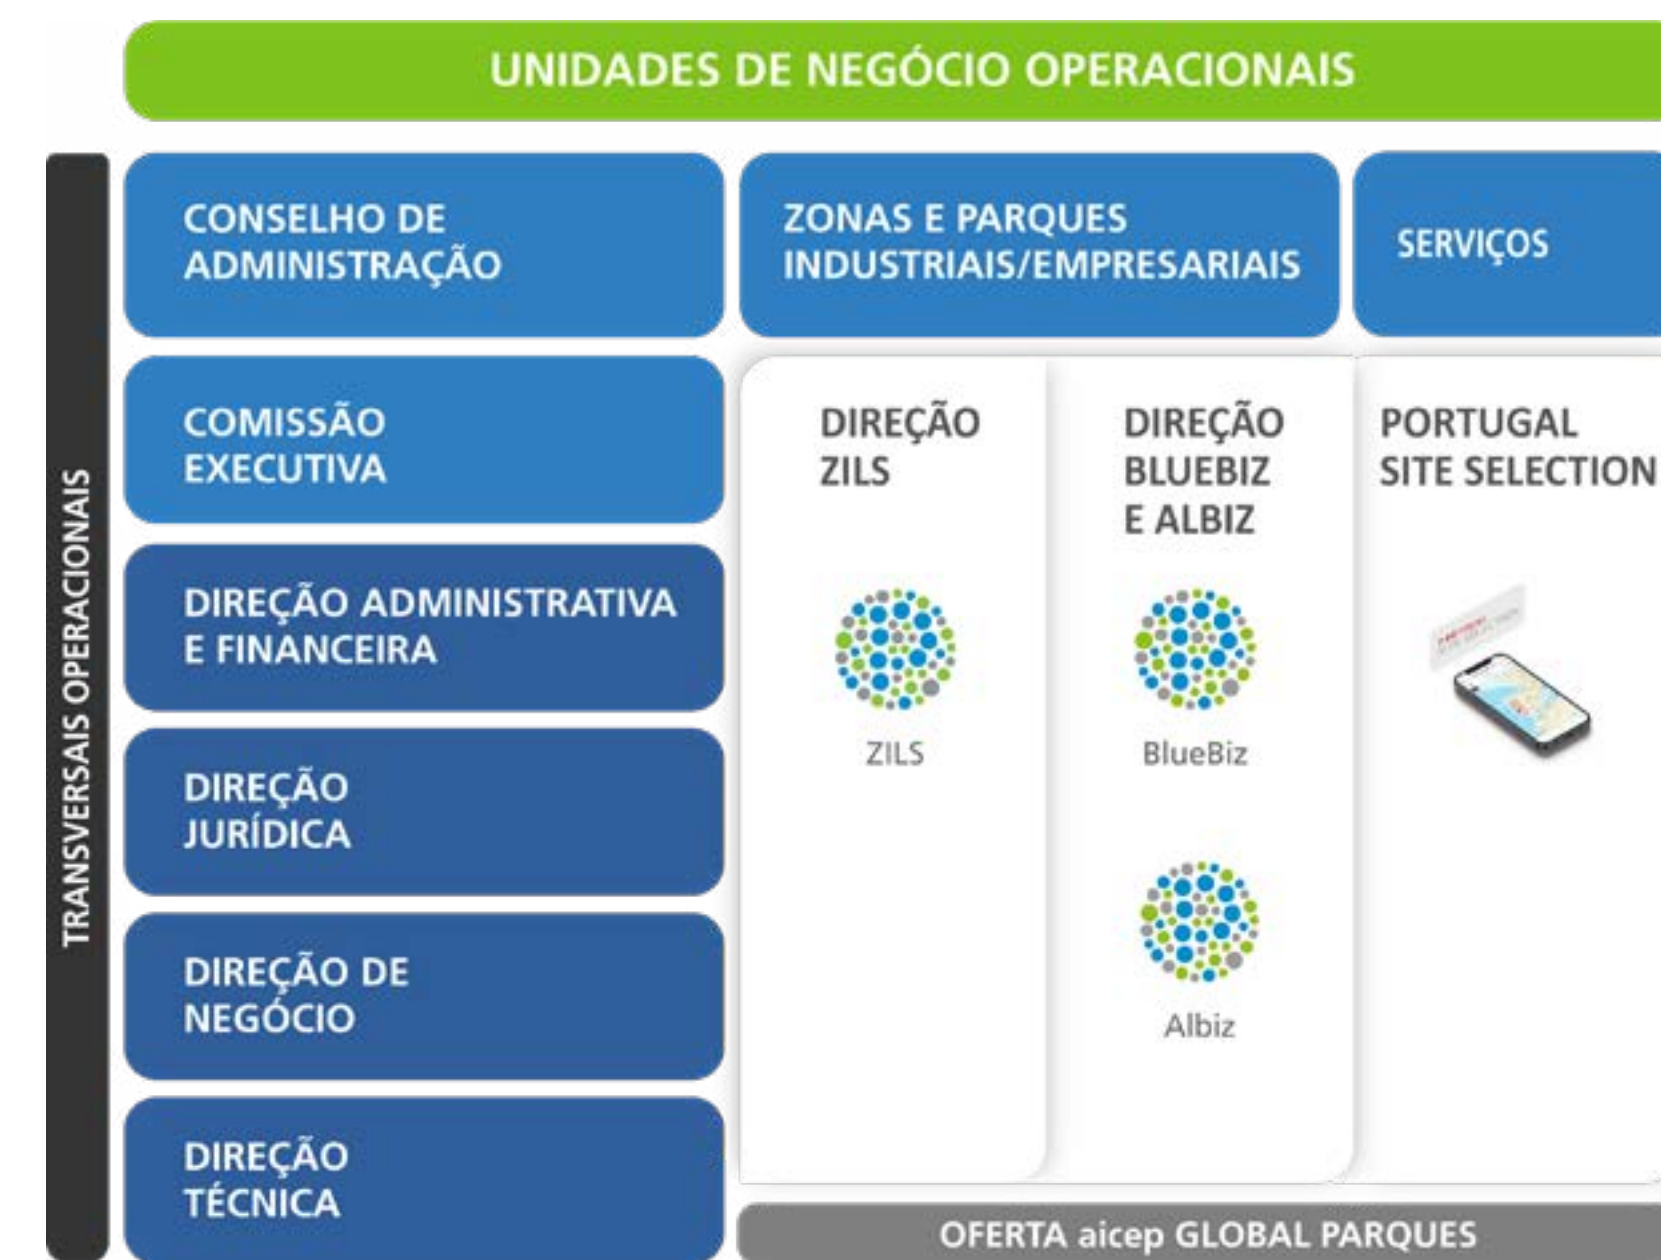 UNIDADES DE NEGÓCIO OPERACIONAIS
TRANSVERSAIS OPERACIONAIS
CONSELHO DE
ADMINISTRAÇÃO
ZONAS E PARQUES
INDUSTRIAIS/EMPRESARIAIS
SERVIÇOS
COMISSÃO
EXECUTIVA
DIREÇÃO ADMINISTRATIVA
E FINANCEIRA
DIREÇÃO
JURÍDICA
DIREÇÃO DE
NEGÓCIO
DIREÇÃO
TÉCNICA
DIREÇÃO
ZILS
ZILS
DIREÇÃO
BLUEBIZ
E ALBIZ
BlueBiz
Albiz
PORTUGAL
SITE SELECTION
OFERTA aicep GLOBAL PARQUES